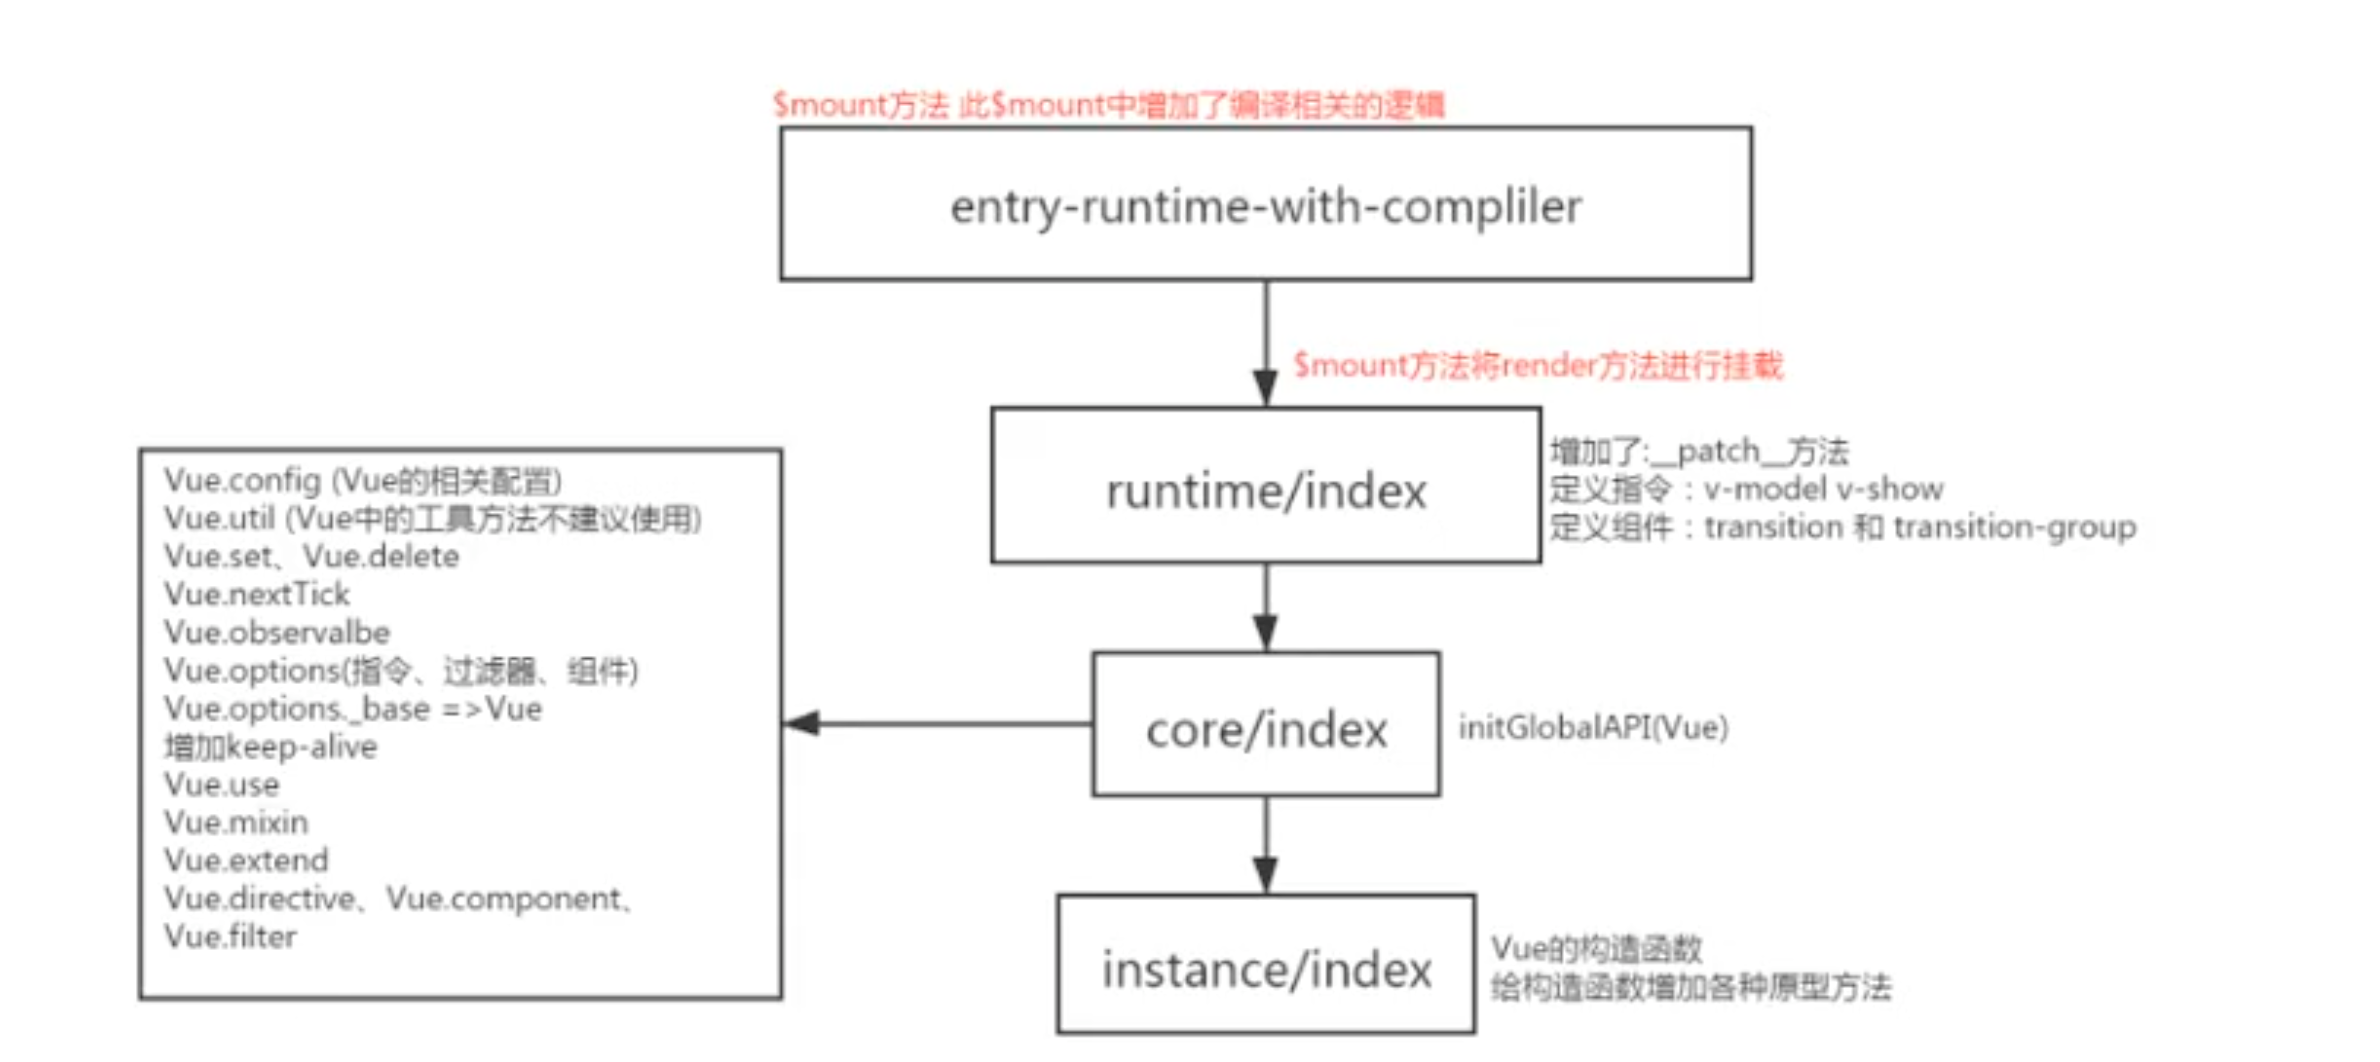 $mount方法 此$mount中增加了编译相关的逻辑
entry-runtime-with-compliler
$mount方法将render方法进行挂载
runtime/index
增加了:__patch__方法
定义指令：v-model v-show
定义组件：transition 和 transition-group
Vue.config (Vue的相关配置)
Vue.util (Vue中的工具方法不建议使用)
Vue.set、Vue.delete
Vue.nextTick
Vue.observalbe
Vue.options(指令、过滤器、组件)
Vue.options._base =>Vue
增加keep-alive
Vue.use
Vue.mixin
Vue.extend
Vue.directive、Vue.component、
Vue.filter
core/index
initGlobalAPI(Vue)
instance/index
Vue的构造函数
给构造函数增加各种原型方法